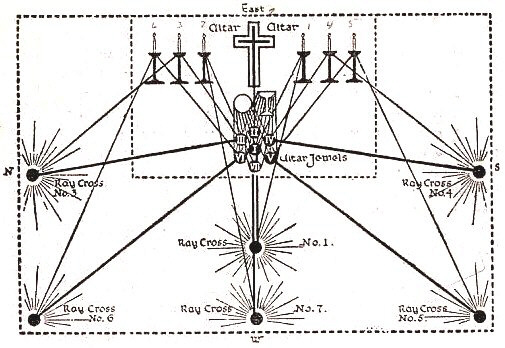 East
7
6 3 2 1 4 5
Altar Altar
Altar Jewels
N
S
Ray Cross
No. 3
Ray Cross
No. 4
Ray Cross No. 1.
Ray Cross
No. 6
Ray Cross No. 7.
Ray Cross
No. 5
W